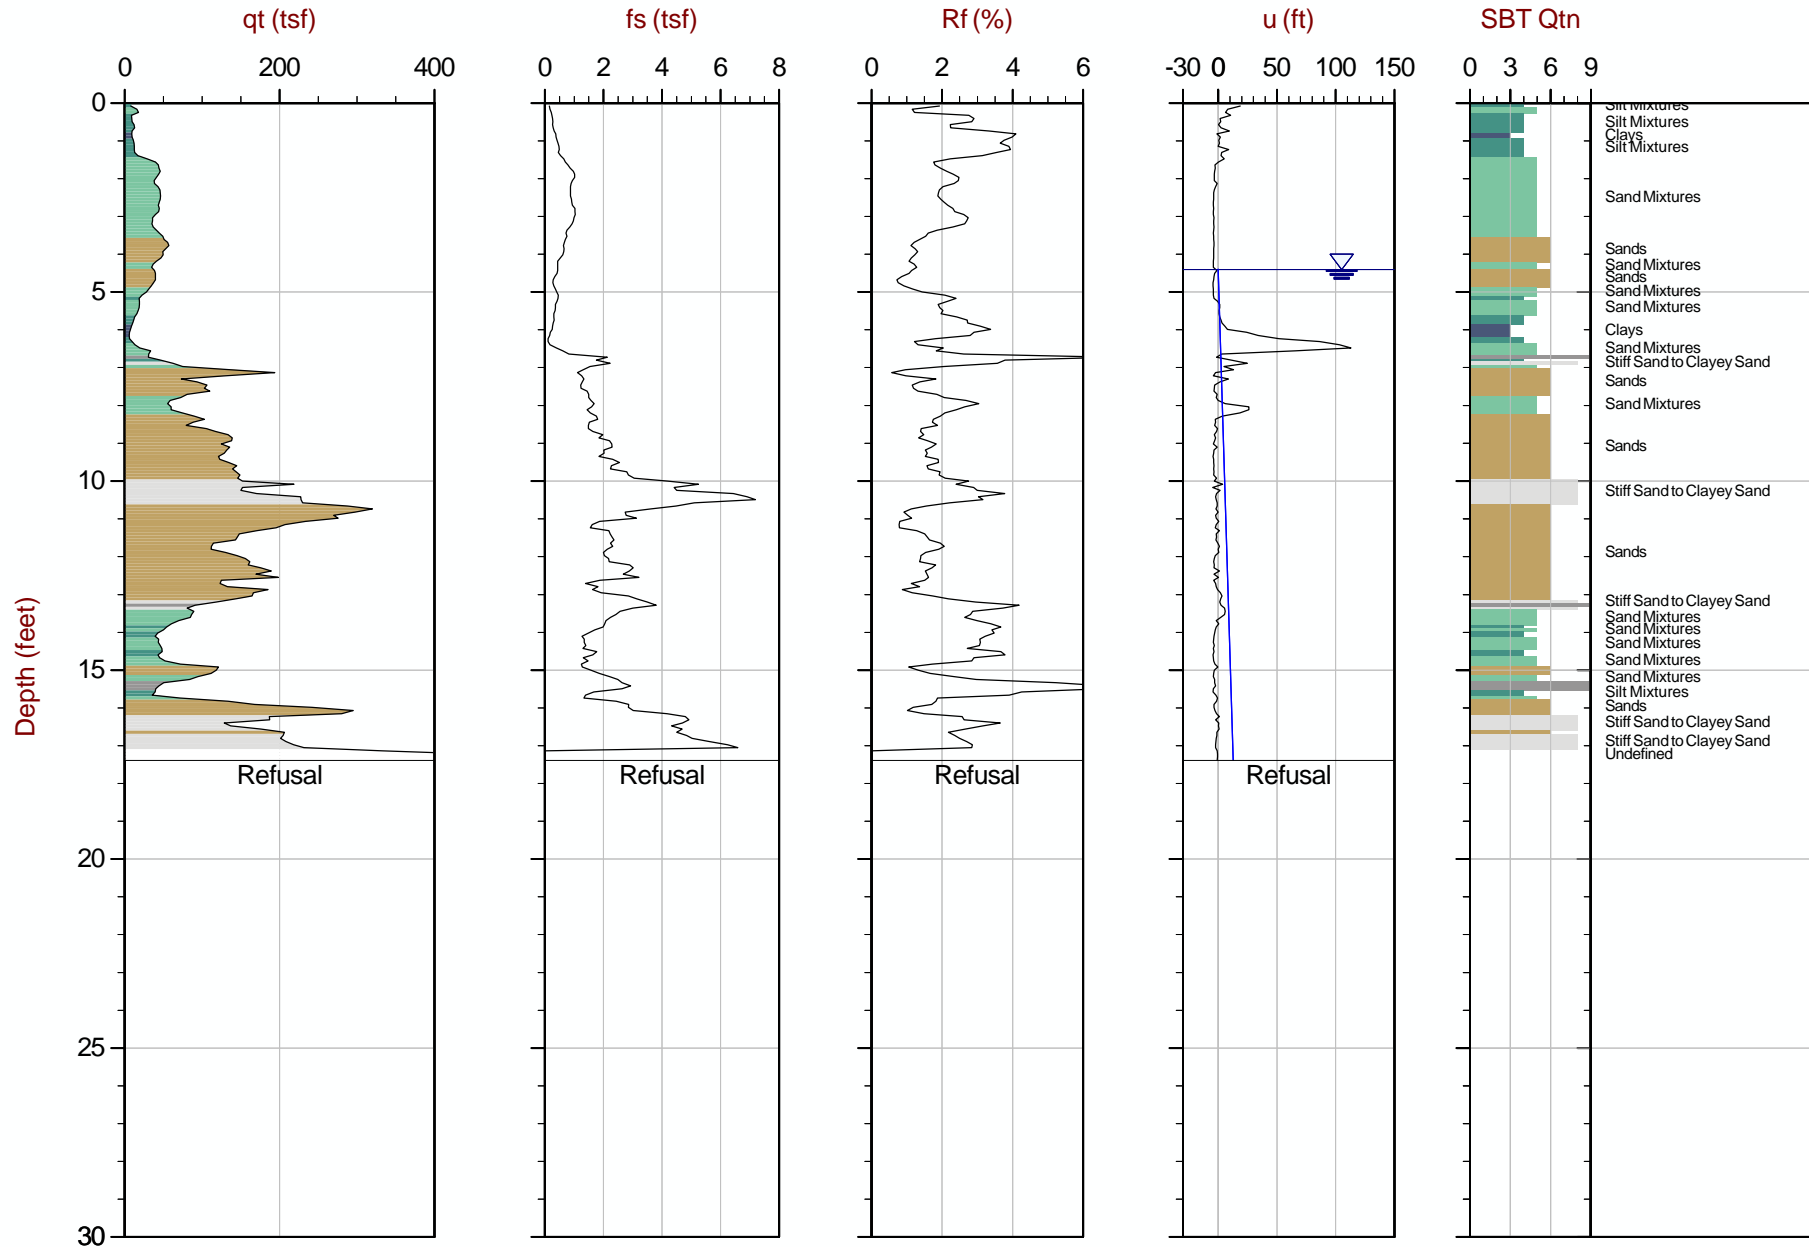 qt (tsf) fs (tsf) Rf (%) u (ft) SBT Qtn
0 200 400 0 2 4 6 8 0 2 4 6 -30 0 50 100 150 0 3 6 9
0
Silt Mixtures
Silt Mixtures
Clays
Silt Mixtures
Sand Mixtures
Sands
Sand Mixtures
Sands
Sand Mixtures
5
Sand Mixtures
Clays
Sand Mixtures
Stiff Sand to Clayey Sand
Sands
Sand Mixtures
Sands
10
Stiff Sand to Clayey Sand
Sands
Stiff Sand to Clayey Sand
Sand Mixtures
Sand Mixtures
Sand Mixtures
Sand Mixtures
15
Sand Mixtures
Silt Mixtures
Sands
Stiff Sand to Clayey Sand
Stiff Sand to Clayey Sand
Undefined
Refusal Refusal Refusal Refusal
Depth (feet)
20
25
30